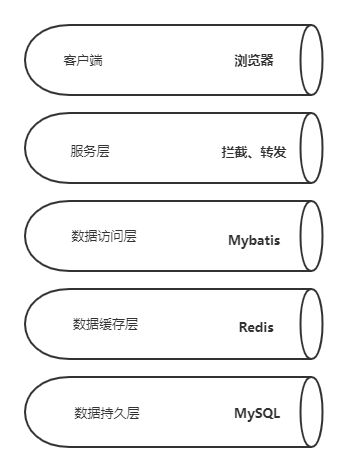 客户端 浏览器
服务层 拦截、转发
数据访问层 Mybatis
数据缓存层 Redis
数据持久层 MySQL